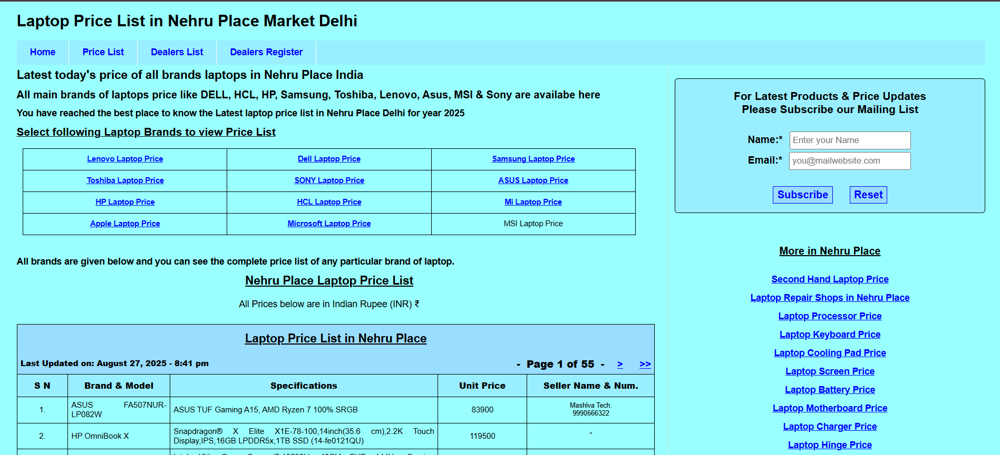 Laptop Price List in Nehru Place Market Delhi
Home Price List Dealers List Dealers Register
Latest today's price of all brands laptops in Nehru Place India
All main brands of laptops price like DELL, HCL, HP, Samsung, Toshiba, Lenovo, Asus, MSI & Sony are availabe here
You have reached the best place to know the Latest laptop price list in Nehru Place Delhi for year 2025
Select following Laptop Brands to view Price List
Lenovo Laptop Price Dell Laptop Price Samsung Laptop Price
Toshiba Laptop Price SONY Laptop Price ASUS Laptop Price
HP Laptop Price HCL Laptop Price Mi Laptop Price
Apple Laptop Price Microsoft Laptop Price MSI Laptop Price
All brands are given below and you can see the complete price list of any particular brand of laptop.
Nehru Place Laptop Price List
All Prices below are in Indian Rupee (INR) ₹
Laptop Price List in Nehru Place
Last Updated on: August 27, 2025 - 8:41 pm - Page 1 of 55 - > >>
S N Brand & Model Specifications Unit Price Seller Name & Num.
1. ASUS FA507NUR-
LP082W ASUS TUF Gaming A15, AMD Ryzen 7 100% SRGB 83900 Mashiva Tech.
9990666322
2. HP OmniBook X Snapdragon® X Elite X1E-78-100,14inch(35.6 cm),2.2K Touch
Display,IPS,16GB LPDDR5x,1TB SSD (14-fe0121QU) 119500 "
For Latest Products & Price Updates
Please Subscribe our Mailing List
Name:* Enter your Name
Email:* you@mailwebsite.com
Subscribe Reset
More in Nehru Place
Second Hand Laptop Price
Laptop Repair Shops in Nehru Place
Laptop Processor Price
Laptop Keyboard Price
Laptop Cooling Pad Price
Laptop Screen Price
Laptop Battery Price
Laptop Motherboard Price
Laptop Charger Price
Laptop Hinge Price